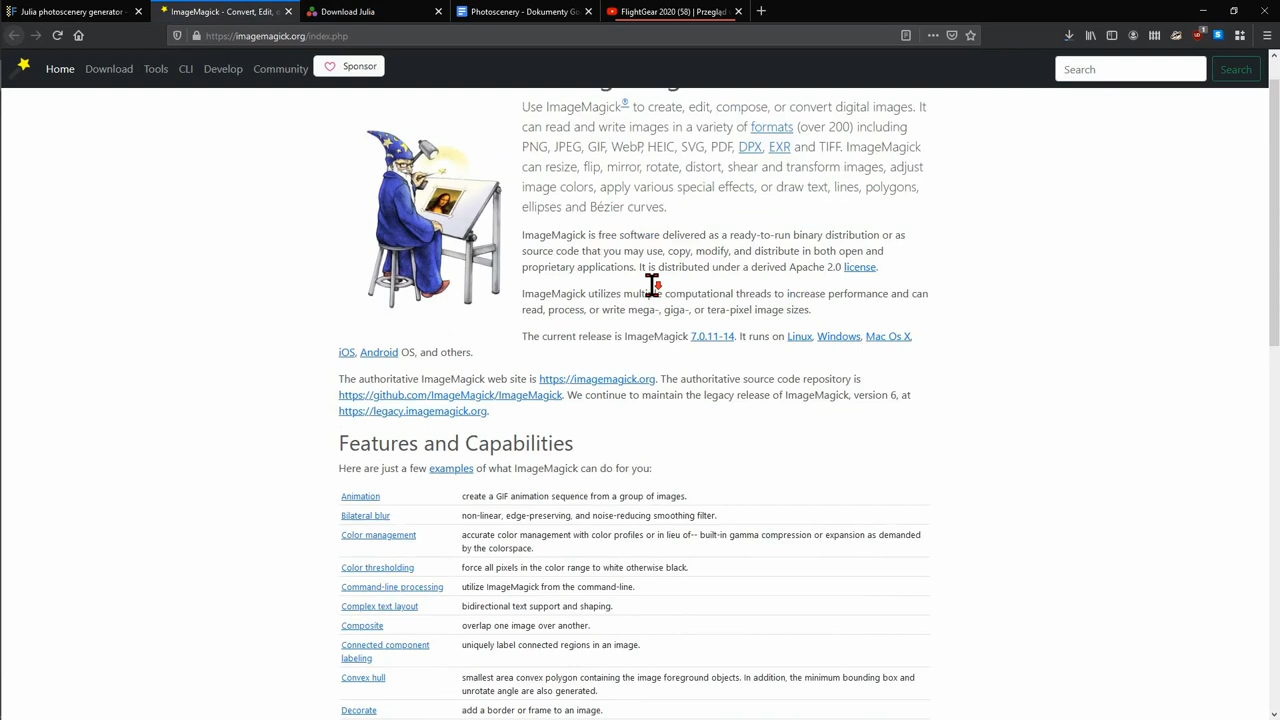 Julia photoscenery generator -
ImageMagick - Convert, Edit, c
Download Julia
Photoscenery - Dokumenty Go
FlightGear 2020 (58) | Przegląd
https://imagemagick.org/index.php
Home Download Tools CLI Develop Community Sponsor Search Search
Use ImageMagick® to create, edit, compose, or convert digital images. It
can read and write images in a variety of formats (over 200) including
PNG, JPEG, GIF, WebP, HEIC, SVG, PDF, DPX, EXR and TIFF. ImageMagick
can resize, flip, mirror, rotate, distort, shear and transform images, adjust
image colors, apply various special effects, or draw text, lines, polygons,
ellipses and Bézier curves.
ImageMagick is free software delivered as a ready-to-run binary distribution or as
source code that you may use, copy, modify, and distribute in both open and
proprietary applications. It is distributed under a derived Apache 2.0 license.
ImageMagick utilizes multiple computational threads to increase performance and can
read, process, or write mega-, giga-, or tera-pixel image sizes.
The current release is ImageMagick 7.0.11-14. It runs on Linux, Windows, Mac Os X,
iOS, Android OS, and others.
The authoritative ImageMagick web site is https://imagemagick.org. The authoritative source code repository is
https://github.com/ImageMagick/ImageMagick. We continue to maintain the legacy release of ImageMagick, version 6, at
https://legacy.imagemagick.org.
Features and Capabilities
Here are just a few examples of what ImageMagick can do for you:
Animation create a GIF animation sequence from a group of images.
Bilateral blur non-linear, edge-preserving, and noise-reducing smoothing filter.
Color management accurate color management with color profiles or in lieu of-- built-in gamma compression or expansion as demanded
by the colorspace.
Color thresholding force all pixels in the color range to white otherwise black.
Command-line processing utilize ImageMagick from the command-line.
Complex text layout bidirectional text support and shaping.
Composite overlap one image over another.
Connected component uniquely label connected regions in an image.
labeling
Convex hull smallest area convex polygon containing the image foreground objects. In addition, the minimum bounding box and
unrotate angle are also generated.
Decorate add a border or frame to an image.